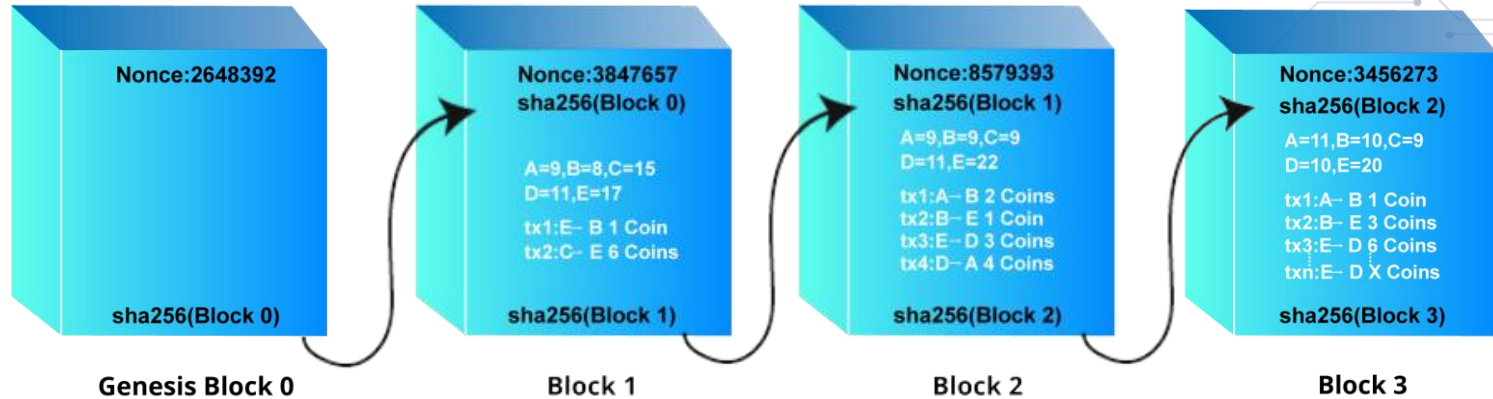 Nonce:2648392
sha256(Block 0)
Genesis Block 0
Nonce:3847657
sha256(Block 0)
A=9,B=8,C=15
D=11,E=17
tx1:E→ B 1 Coin
tx2:C→ E 6 Coins
sha256(Block 1)
Block 1
Nonce:8579393
sha256(Block 1)
A=9,B=9,C=9
D=11,E=22
tx1:A→ B 2 Coins
tx2:B→ E 1 Coin
tx3:E→D 3 Coins
tx4:D→A 4 Coins
sha256(Block 2)
Block 2
Nonce:3456273
sha256(Block 2)
A=11,B=10,C=9
D=10,E=20
tx1:A→ B 1 Coin
tx2:B→ E 3 Coins
tx3:E→ D 6 Coins
txn:E→ D X Coins
sha256(Block 3)
Block 3